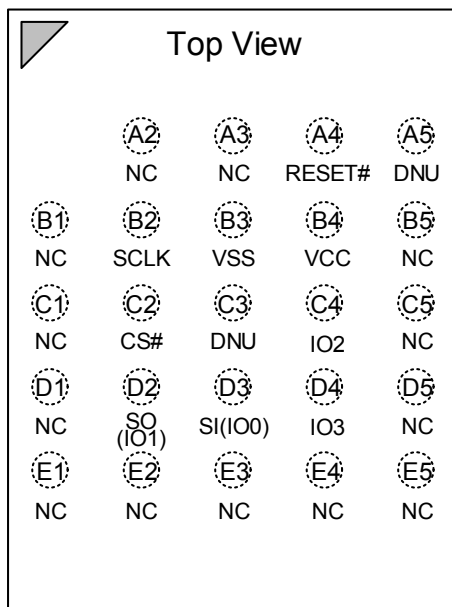 Top View
A2 A3 A4 A5
NC NC RESET# DNU
B1 B2 B3 B4 B5
NC SCLK VSS VCC NC
C1 C2 C3 C4 C5
NC CS# DNU IO2 NC
D1 D2 D3 D4 D5
NC SO SI(IO0) IO3 NC
(IO1)
E1 E2 E3 E4 E5
NC NC NC NC NC